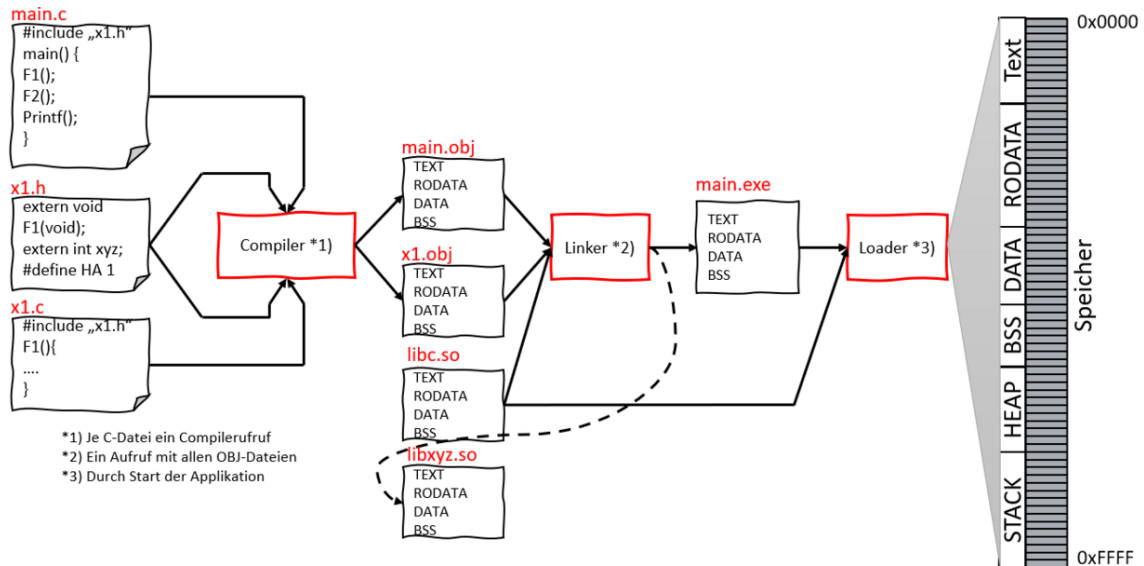 main.c
#include „x1.h“
main() {
F1();
F2();
Printf();
}
x1.h
extern void
F1(void);
extern int xyz;
#define HA 1
x1.c
#include „x1.h“
F1(){
....
}
Compiler *1)
main.obj
TEXT
RODATA
DATA
BSS
x1.obj
TEXT
RODATA
DATA
BSS
libc.so
TEXT
RODATA
DATA
BSS
libxyz.so
TEXT
RODATA
DATA
BSS
Linker *2)
main.exe
TEXT
RODATA
DATA
BSS
Loader *3)
Text
RODATA
DATA
BSS
HEAP
STACK
0x0000
Speicher
0xFFFF
*1) Je C-Datei ein Compilerufruf
*2) Ein Aufruf mit allen OBJ-Dateien
*3) Durch Start der Applikation